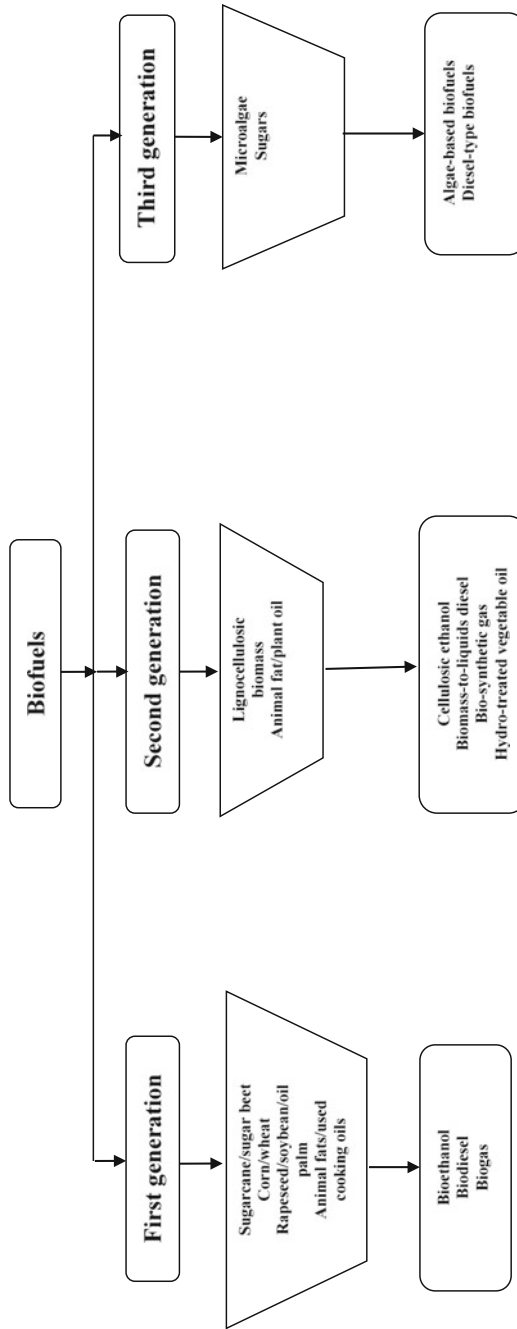 Biofuels
First generation
Sugarcane/sugar beet
Corn/wheat
Rapeseed/soybean/oil
palm
Animal fats/used
cooking oils
Bioethanol
Biodiesel
Biogas
Second generation
Lignocellulosic
biomass
Animal fat/plant oil
Cellulosic ethanol
Biomass-to-liquids diesel
Bio-synthetic gas
Hydro-treated vegetable oil
Third generation
Microalgae
Sugars
Algae-based biofuels
Diesel-type biofuels